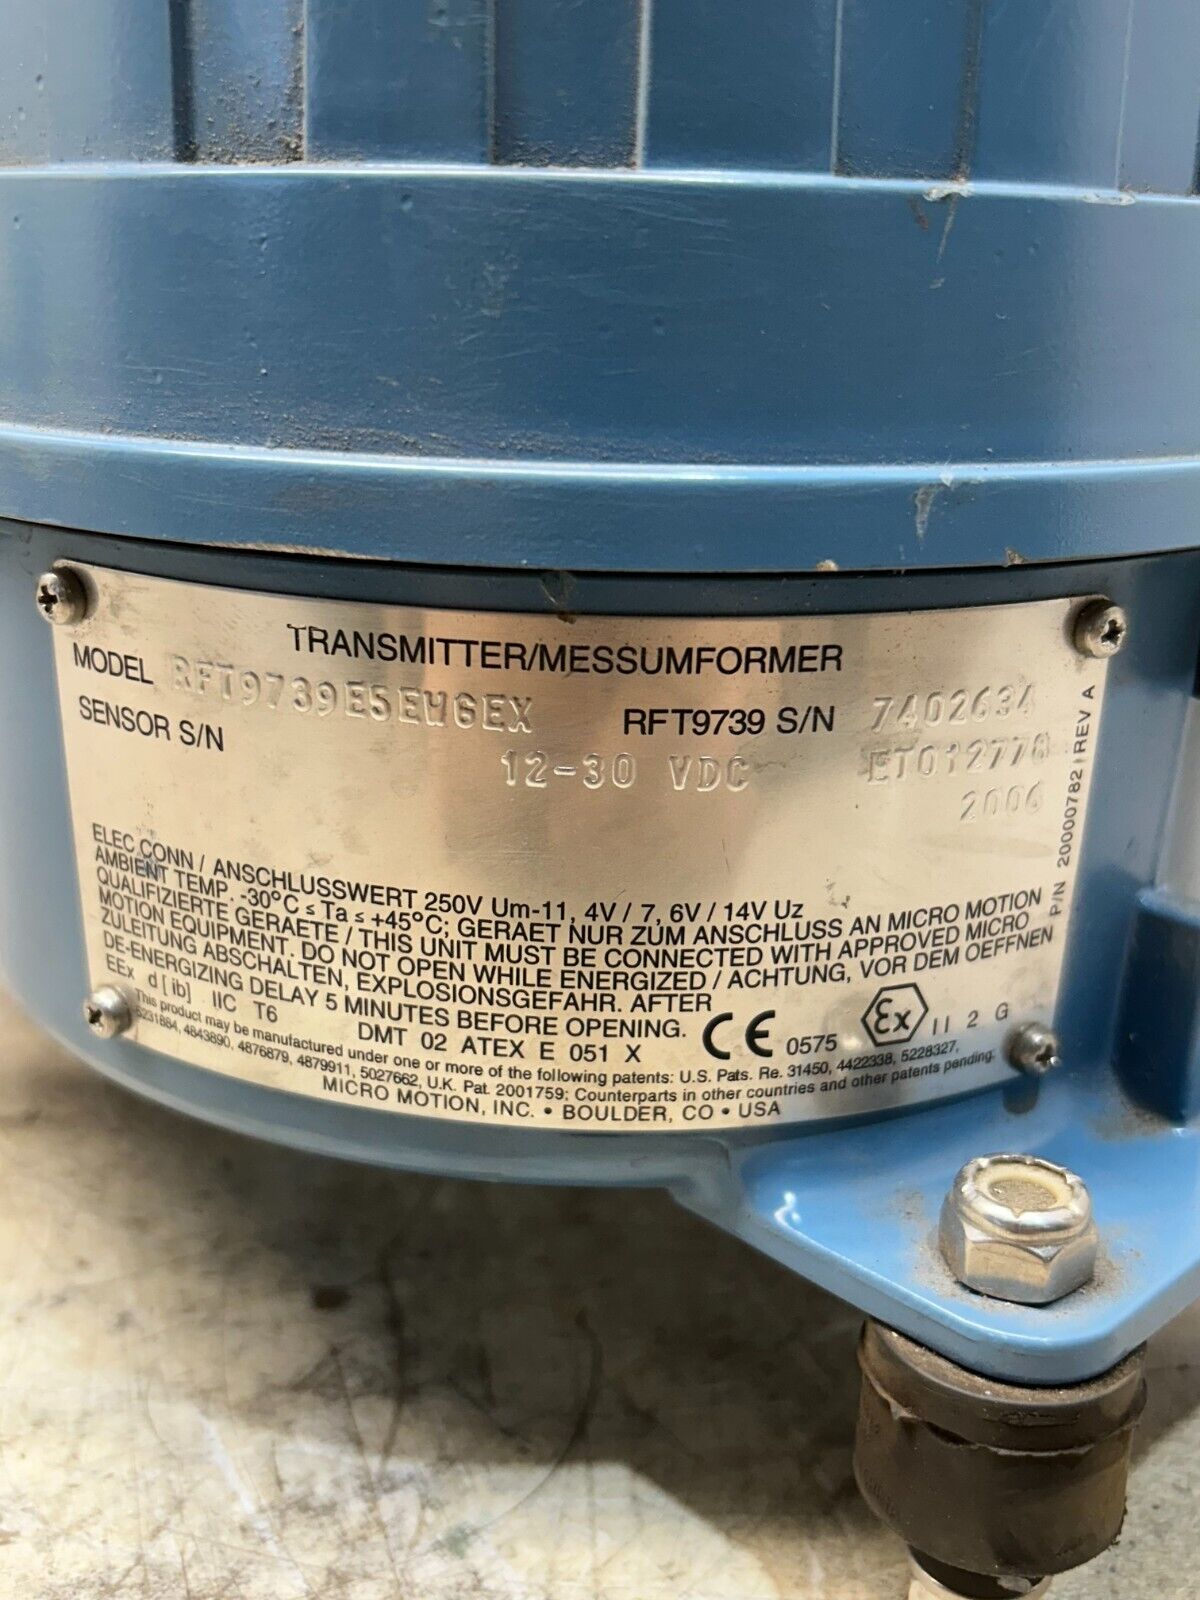 TRANSMITTER/MESSUMFORMER
MODEL RFT9739E5EW6EX RFT9739 S/N 7402634
SENSOR S/N 12-30 VDC ET012778
2006
ELEC.CONN / ANSCHLUSSWERT 250V Um-11, 4V / 7, 6V / 14V Uz
AMBIENT TEMP. -30°C ≤ Ta ≤ +45°C; GERAET NUR ZUM ANSCHLUSS AN MICRO MOTION
QUALIFIZIERTE GERAETE / THIS UNIT MUST BE CONNECTED WITH APPROVED MICRO
MOTION EQUIPMENT. DO NOT OPEN WHILE ENERGIZED / ACHTUNG, VOR DEM OEFFNEN
ZULEITUNG ABSCHALTEN, EXPLOSIONSGEFAHR. AFTER
DE-ENERGIZING DELAY 5 MINUTES BEFORE OPENING.
EEx d [ib] IIC T6 DMT 02 ATEX E 051 X CE 0575 Ex II 2 G
This product may be manufactured under one or more of the following patents: U.S. Pats. Re. 31450, 4422338, 5228327,
5231884, 4843890, 4876879, 4879911, 5027662, U.K. Pat. 2001759; Counterparts in other countries and other patents pending.
MICRO MOTION, INC. • BOULDER, CO • USA
P/N 20000782 REV A